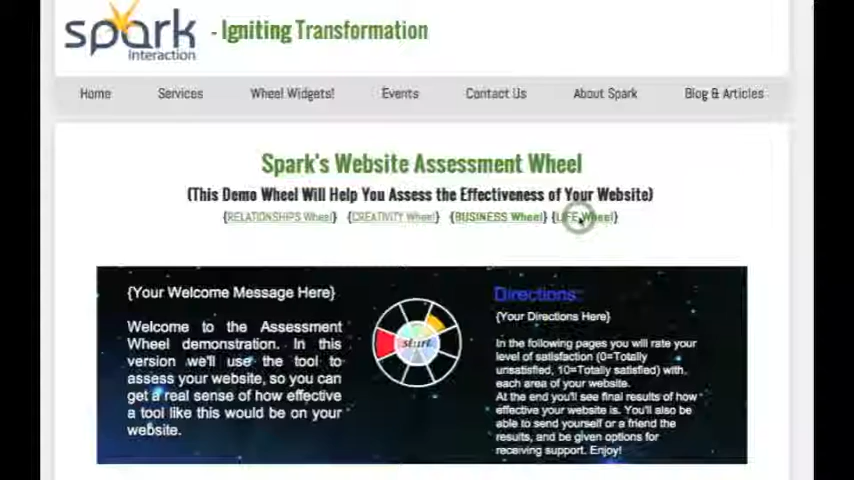 spark
interaction
- Igniting Transformation
Home Services Wheel Widgets! Events Contact Us About Spark Blog & Articles
Spark's Website Assessment Wheel
(This Demo Wheel Will Help You Assess the Effectiveness of Your Website)
{RELATIONSHIPS Wheel} {CREATIVITY Wheel} {BUSINESS Wheel} {LIFE Wheel}
{Your Welcome Message Here}
Welcome to the Assessment
Wheel demonstration. In this
version we'll use the tool to
assess your website, so you can
get a real sense of how effective
a tool like this would be on your
website.
start
Directions:
{Your Directions Here}
In the following pages you will rate your
level of satisfaction (0=Totally
unsatisfied, 10=Totally satisfied) with
each area of your website.
At the end you'll see final results of how
effective your website is. You'll also be
able to send yourself or a friend the
results, and be given options for
receiving support. Enjoy!